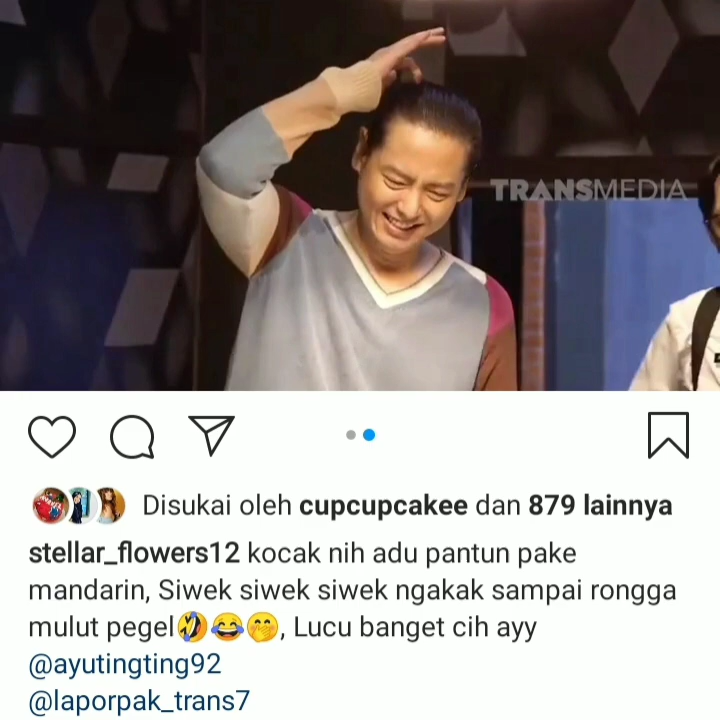 TRANSMEDIA
Disukai oleh cupcupcakee dan 879 lainnya
stellar_flowers12 kocak nih adu pantun pake
mandarin, Siwek siwek siwek ngakak sampai rongga
mulut pegel🤣😂🤭, Lucu banget cih ayy
@ayutingting92
@laporpak_trans7